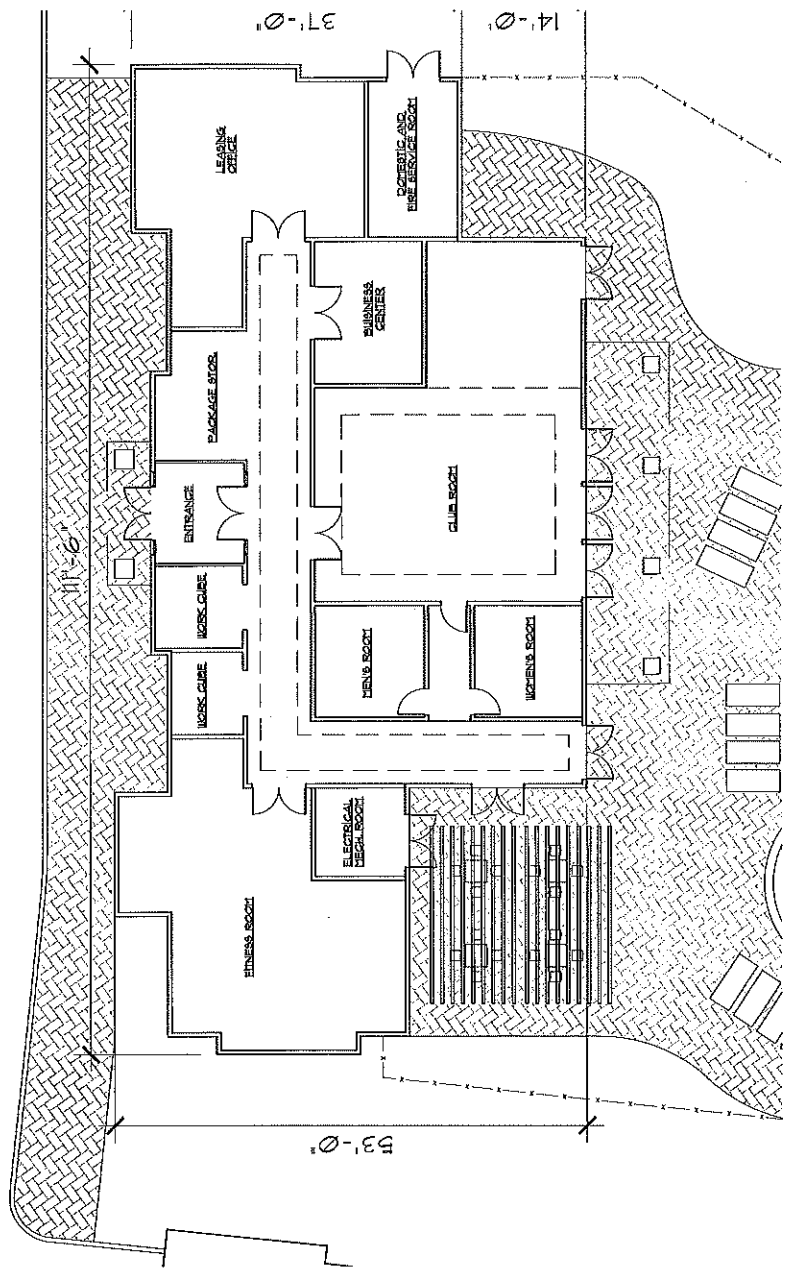 37'-0"
14'-0"
111'-6"
LEASING
OFFICE
DOMESTIC AND
FIRE SERVICE ROOM
BUISINESS
CENTER
PACKAGE STOR.
ENTRANCE
CLUB ROOM
WORK CUBE
WORK CUBE
MEN'S ROOM
WOMEN'S ROOM
ELECTRICAL
MECH. ROOM
FITNESS ROOM
53'-0"